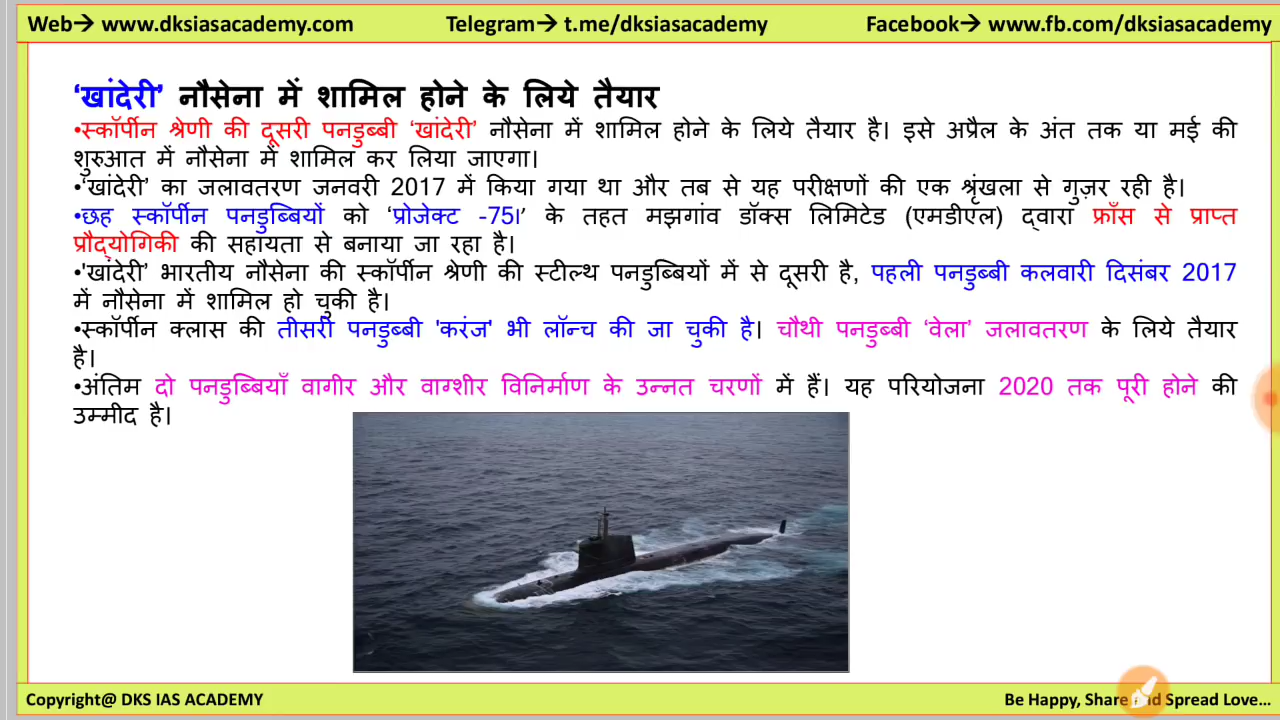 Web→ www.dksiasacademy.com Telegram→ t.me/dksiasacademy Facebook→ www.fb.com/dksiasacademy
‘खांदेरी’ नौसेना में शामिल होने के लिये तैयार
•स्कॉर्पीन श्रेणी की दूसरी पनडुब्बी ‘खांदेरी’ नौसेना में शामिल होने के लिये तैयार है। इसे अप्रैल के अंत तक या मई की
शुरुआत में नौसेना में शामिल कर लिया जाएगा।
•‘खांदेरी’ का जलावतरण जनवरी 2017 में किया गया था और तब से यह परीक्षणों की एक श्रृंखला से गुज़र रही है।
•छह स्कॉर्पीन पनडुब्बियों को ‘प्रोजेक्ट -75I’ के तहत मझगांव डॉक्स लिमिटेड (एमडीएल) द्वारा फ्राँस से प्राप्त
प्रौद्योगिकी की सहायता से बनाया जा रहा है।
•'खांदेरी’ भारतीय नौसेना की स्कॉर्पीन श्रेणी की स्टील्थ पनडुब्बियों में से दूसरी है, पहली पनडुब्बी कलवारी दिसंबर 2017
में नौसेना में शामिल हो चुकी है।
•स्कॉर्पीन क्लास की तीसरी पनडुब्बी 'करंज' भी लॉन्च की जा चुकी है। चौथी पनडुब्बी ‘वेला’ जलावतरण के लिये तैयार
है।
•अंतिम दो पनडुब्बियाँ वागीर और वाग्शीर विनिर्माण के उन्नत चरणों में हैं। यह परियोजना 2020 तक पूरी होने की
उम्मीद है।
Copyright@ DKS IAS ACADEMY Be Happy, Share and Spread Love...